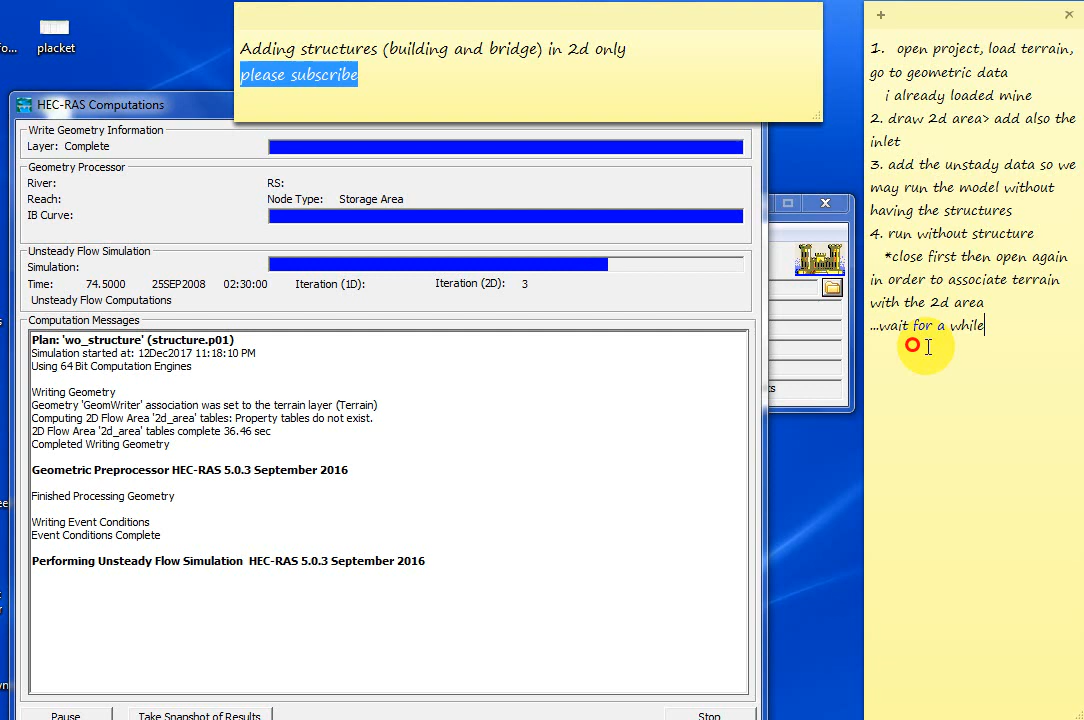 fo...
placket
Adding structures (building and bridge) in 2d only
please subscribe
HEC-RAS Computations
Write Geometry Information
Layer: Complete
Geometry Processor
River:
RS:
Reach:
Node Type: Storage Area
IB Curve:
Unsteady Flow Simulation
Simulation:
Time: 74.5000 25SEP2008 02:30:00 Iteration (1D): Iteration (2D): 3
Unsteady Flow Computations
Computation Messages
Plan: 'wo_structure' (structure.p01)
Simulation started at: 12Dec2017 11:18:10 PM
Using 64 Bit Computation Engines
Writing Geometry
Geometry 'GeomWriter' association was set to the terrain layer (Terrain)
Computing 2D Flow Area '2d_area' tables: Property tables do not exist.
2D Flow Area '2d_area' tables complete 36.46 sec
Completed Writing Geometry
Geometric Preprocessor HEC-RAS 5.0.3 September 2016
Finished Processing Geometry
Writing Event Conditions
Event Conditions Complete
Performing Unsteady Flow Simulation HEC-RAS 5.0.3 September 2016
Pause
Take Snapshot of Results
Stop
1. open project, load terrain,
go to geometric data
i already loaded mine
2. draw 2d area> add also the
inlet
3. add the unstady data so we
may run the model without
having the structures
4. run without structure
*close first then open again
in order to associate terrain
with the 2d area
...wait for a while